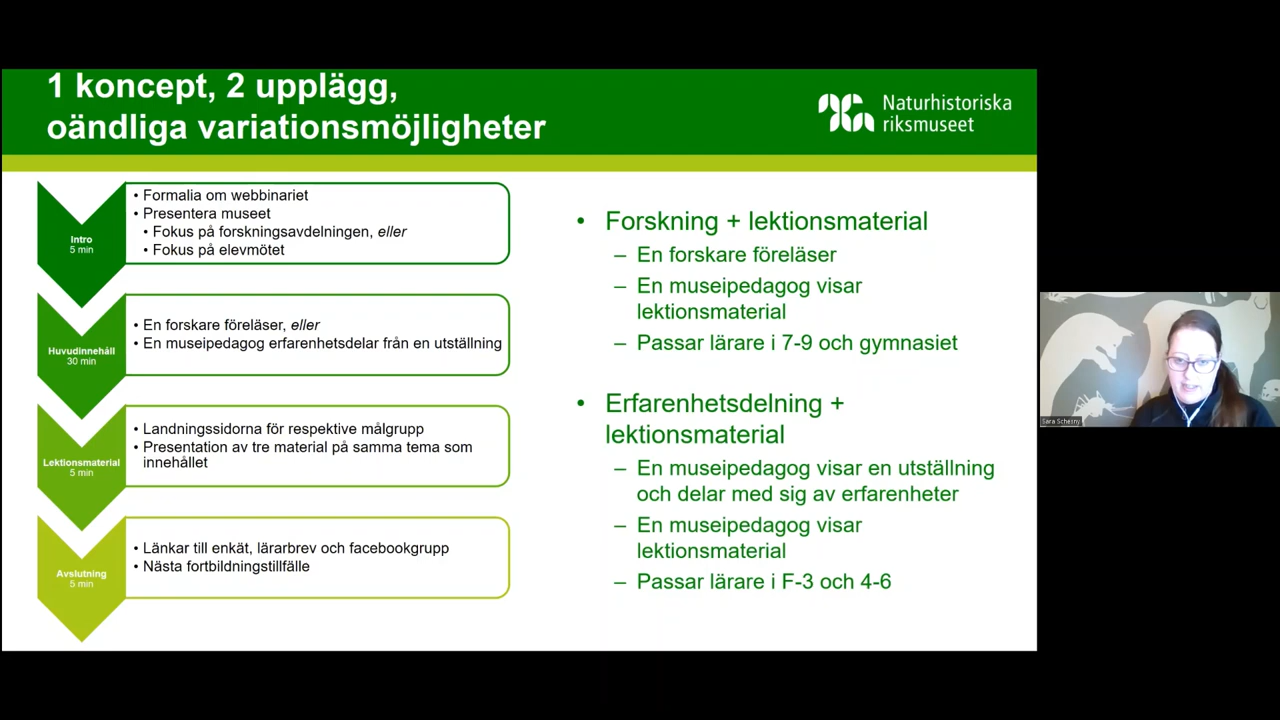 1 koncept, 2 upplägg,
oändliga variationsmöjligheter
Naturhistoriska
riksmuseet
Intro
5 min
• Formalia om webbinariet
• Presentera museet
• Fokus på forskningsavdelningen, eller
• Fokus på elevmötet
Huvudinnehåll
30 min
• En forskare föreläser, eller
• En museipedagog erfarenhetsdelar från en utställning
Lektionsmaterial
5 min
• Landningssidorna för respektive målgrupp
• Presentation av tre material på samma tema som
innehållet
Avslutning
5 min
• Länkar till enkät, lärarbrev och facebookgrupp
• Nästa fortbildningstillfälle
• Forskning + lektionsmaterial
– En forskare föreläser
– En museipedagog visar
lektionsmaterial
– Passar lärare i 7-9 och gymnasiet
• Erfarenhetsdelning +
lektionsmaterial
– En museipedagog visar en utställning
och delar med sig av erfarenheter
– En museipedagog visar
lektionsmaterial
– Passar lärare i F-3 och 4-6